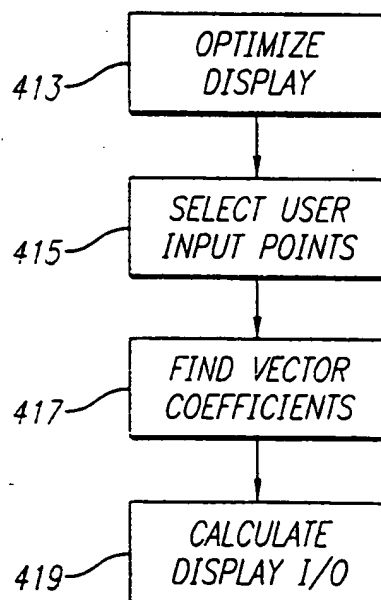 OPTIMIZE
DISPLAY
413
SELECT USER
INPUT POINTS
415
FIND VECTOR
COEFFICIENTS
417
CALCULATE
DISPLAY I/O
419